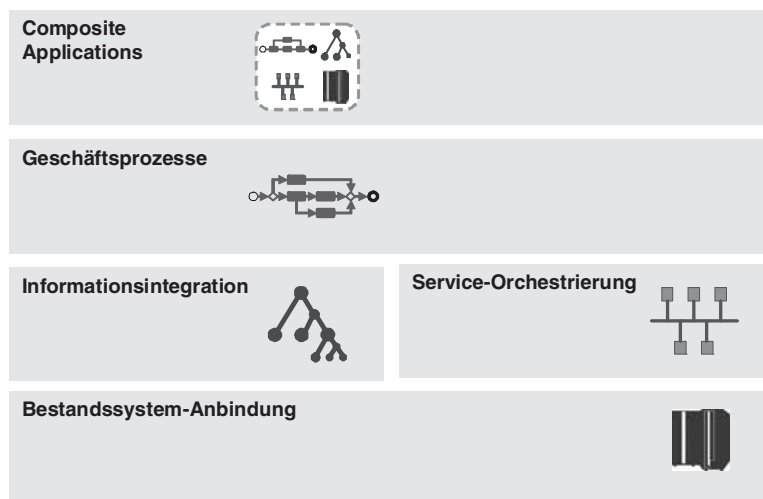 Composite
Applications
Geschäftsprozesse
Informationsintegration
Service-Orchestrierung
Bestandssystem-Anbindung